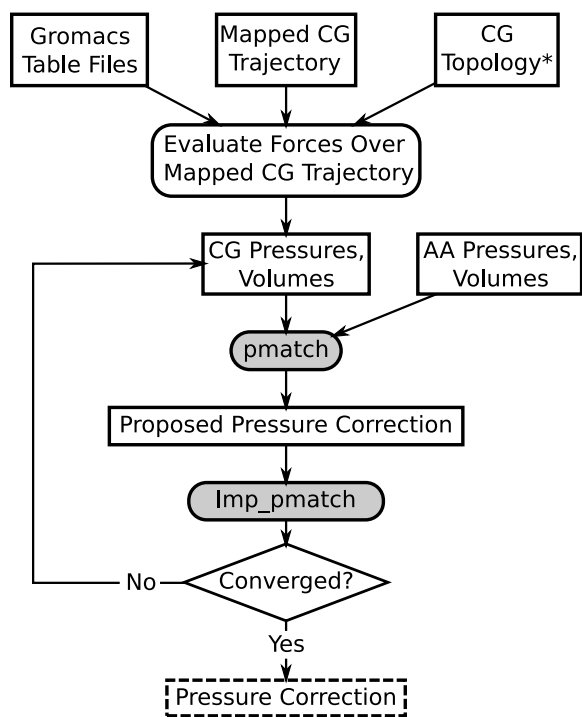 Gromacs
Table Files
Mapped CG
Trajectory
CG
Topology*
Evaluate Forces Over
Mapped CG Trajectory
CG Pressures,
Volumes
AA Pressures,
Volumes
pmatch
Proposed Pressure Correction
lmp_pmatch
Converged?
No
Yes
Pressure Correction